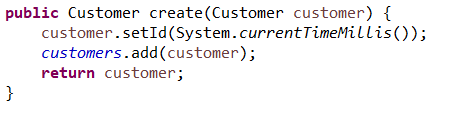 public Customer create(Customer customer) {
    customer.setId(System.currentTimeMillis());
    customers.add(customer);
    return customer;
}